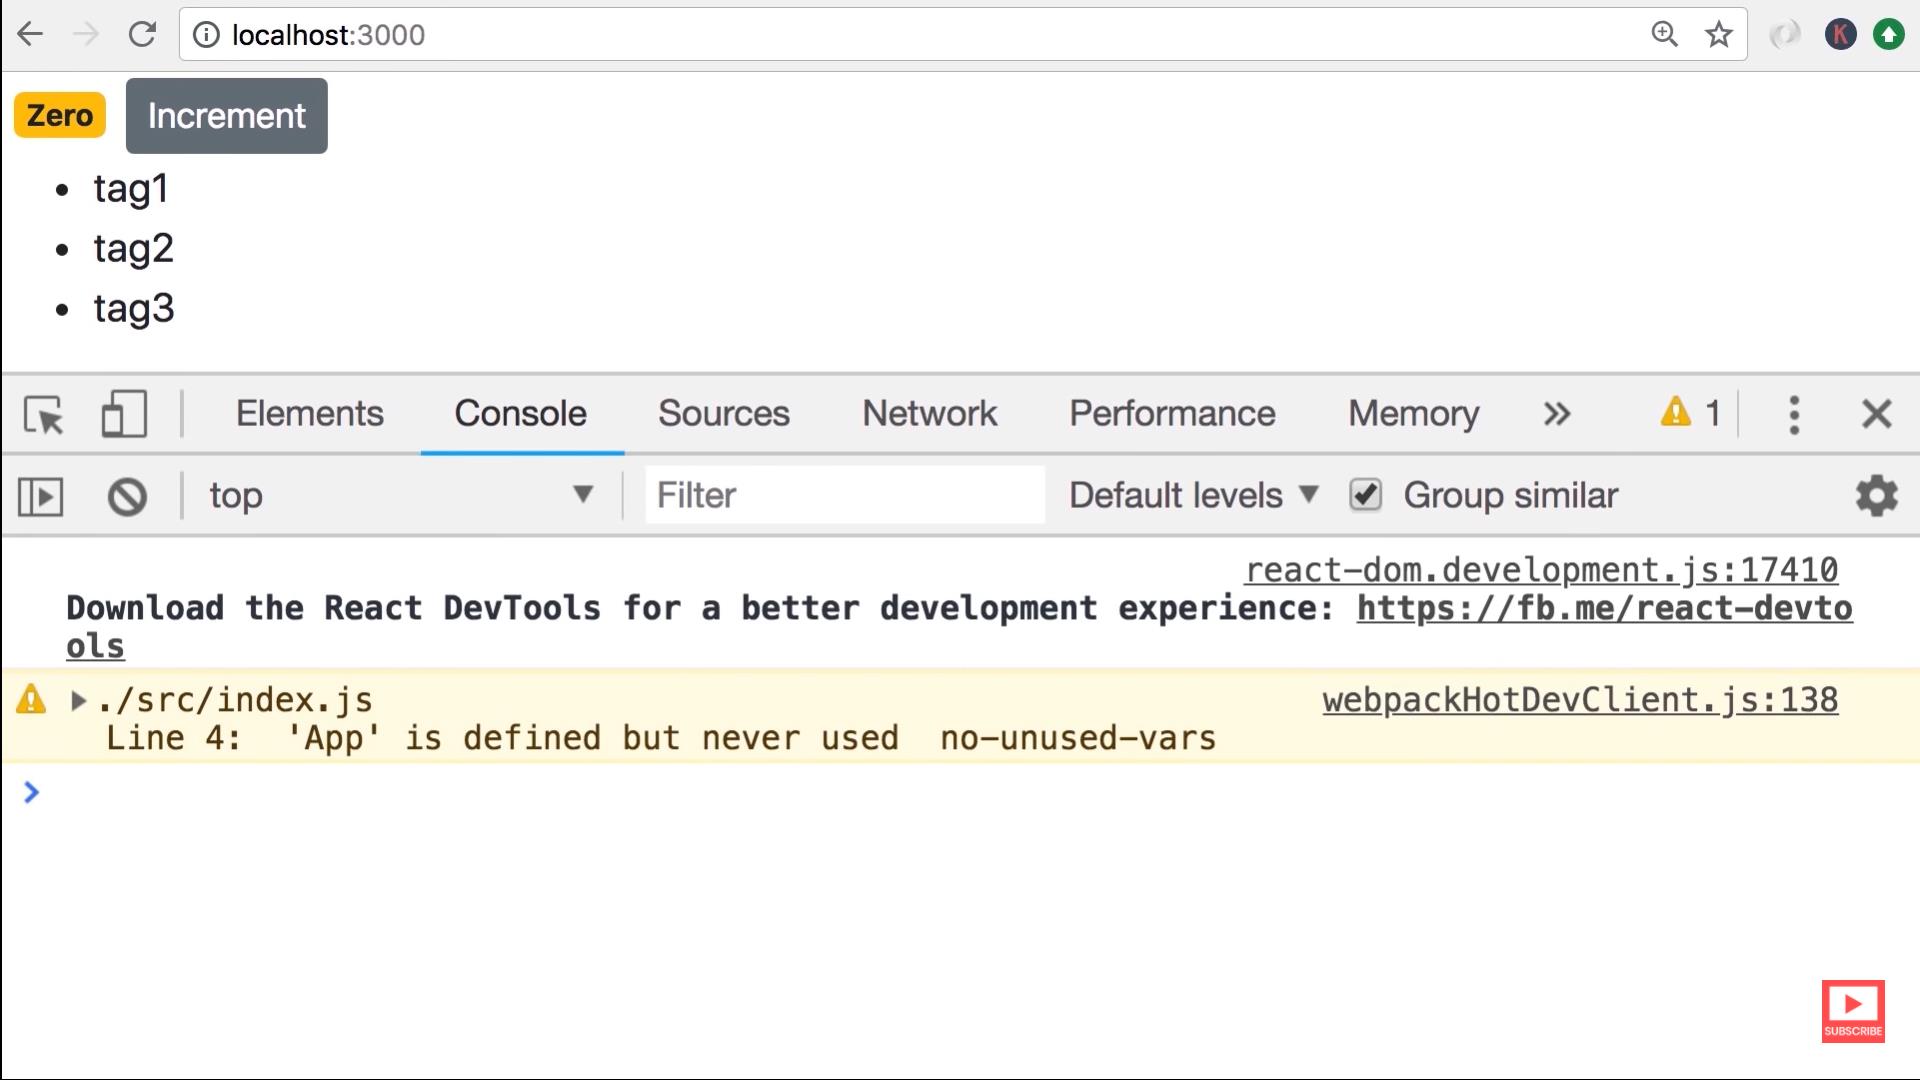 localhost:3000
K
Zero Increment
• tag1
• tag2
• tag3
Elements Console Sources Network Performance Memory » 1
top Filter Default levels Group similar
react-dom.development.js:17410
Download the React DevTools for a better development experience: https://fb.me/react-devto
ols
./src/index.js webpackHotDevClient.js:138
Line 4:  'App' is defined but never used  no-unused-vars
SUBSCRIBE